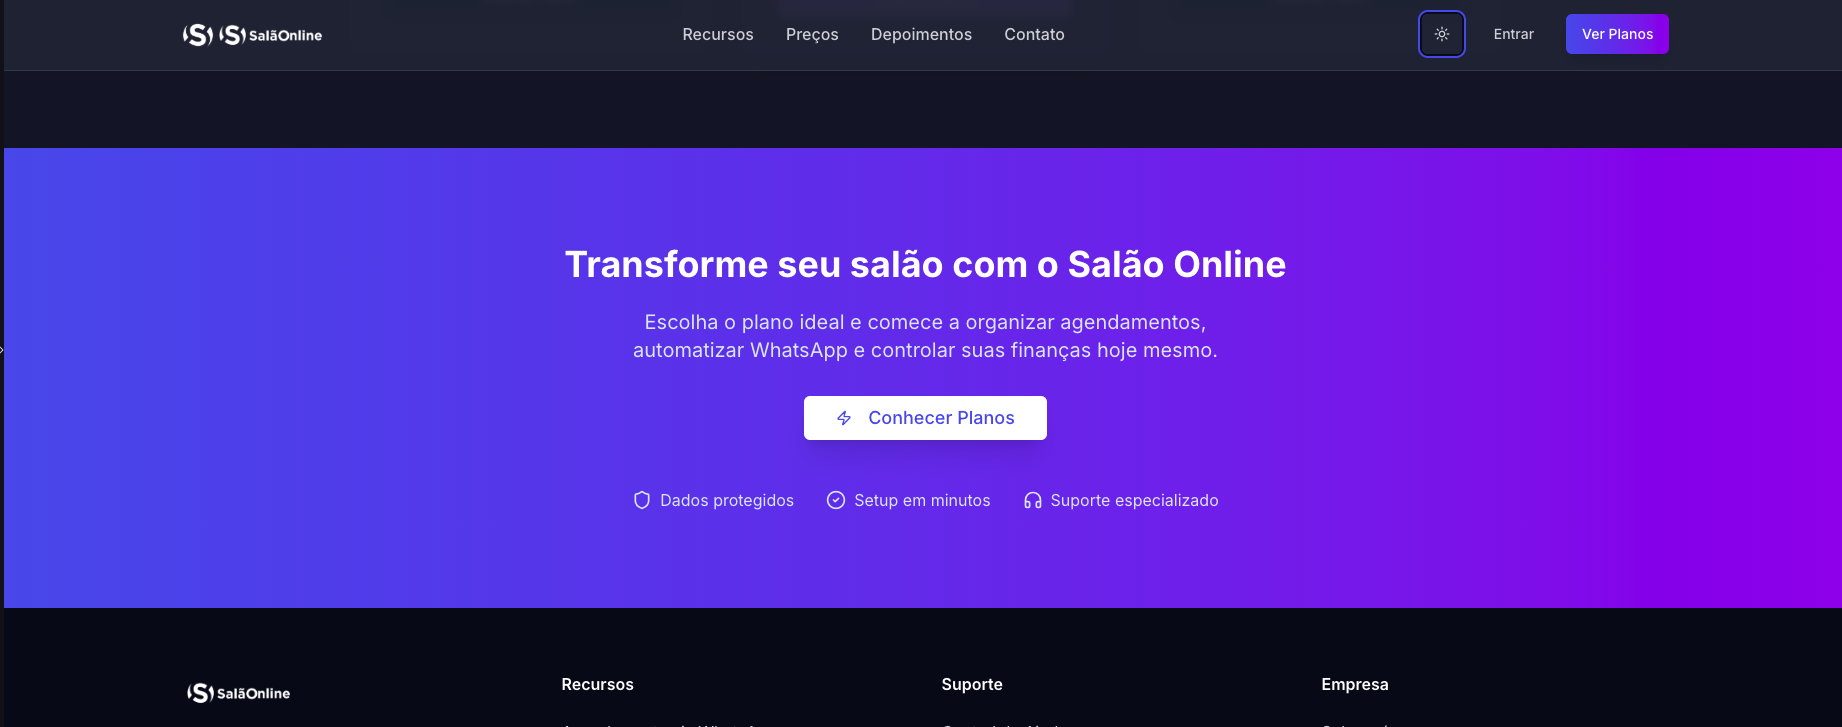 (S) (S) SalãOnline
Recursos Preços Depoimentos Contato
Entrar
Ver Planos
Transforme seu salão com o Salão Online
Escolha o plano ideal e comece a organizar agendamentos,
automatizar WhatsApp e controlar suas finanças hoje mesmo.
Conhecer Planos
Dados protegidos Setup em minutos Suporte especializado
(S) SalãOnline
Recursos
Suporte
Empresa